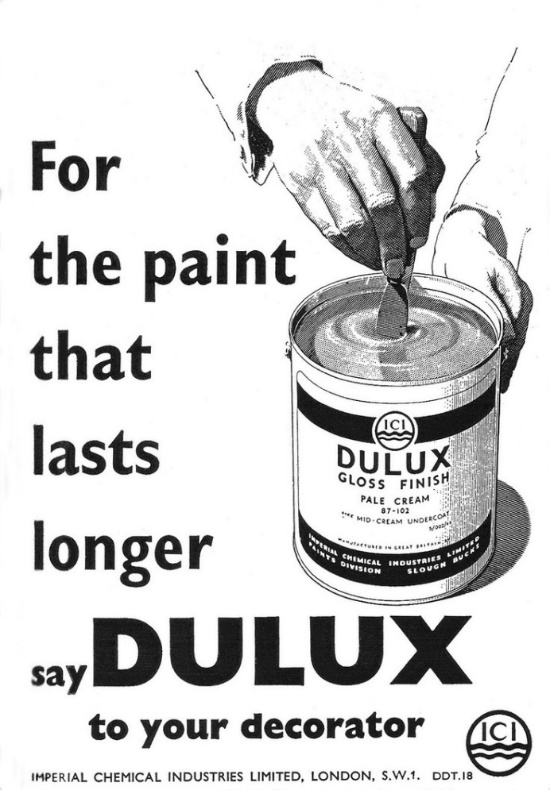 For
the paint
that
lasts
longer
say DULUX
to your decorator
ICI
DULUX
GLOSS FINISH
PALE CREAM
87-102
MID-CREAM UNDERCOAT
MANUFACTURED IN GREAT BRITAIN BY
IMPERIAL CHEMICAL INDUSTRIES LIMITED
PAINTS DIVISION SLOUGH BUCKS
ICI
IMPERIAL CHEMICAL INDUSTRIES LIMITED, LONDON, S.W.1. DDT.18